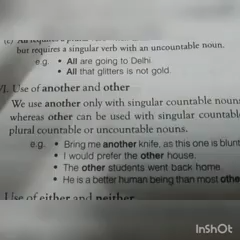 but requires a singular verb with an uncountable noun.
e.g. • All are going to Delhi
• All that glitters is not gold.
VI. Use of another and other
We use another only with singular countable noun
whereas other can be used with singular countabl
plural countable or uncountable nouns.
e.g. • Bring me another knife, as this one is blunt
• I would prefer the other house.
• The other students went back home.
• He is a better human being than most othe
Use of either and neither
InShOt